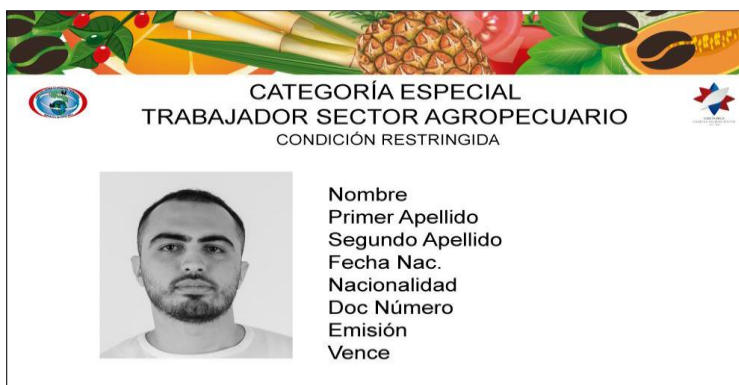 CATEGORÍA ESPECIAL
TRABAJADOR SECTOR AGROPECUARIO
CONDICIÓN RESTRINGIDA
Nombre
Primer Apellido
Segundo Apellido
Fecha Nac.
Nacionalidad
Doc Número
Emisión
Vence